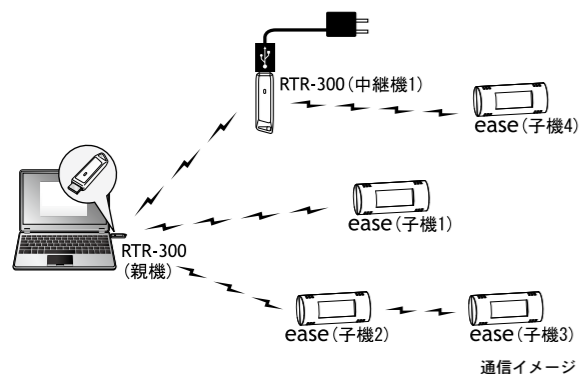 RTR-300(中継機1)
ease(子機4)
ease(子機1)
RTR-300
(親機)
ease(子機2)
ease(子機3)
通信イメージ